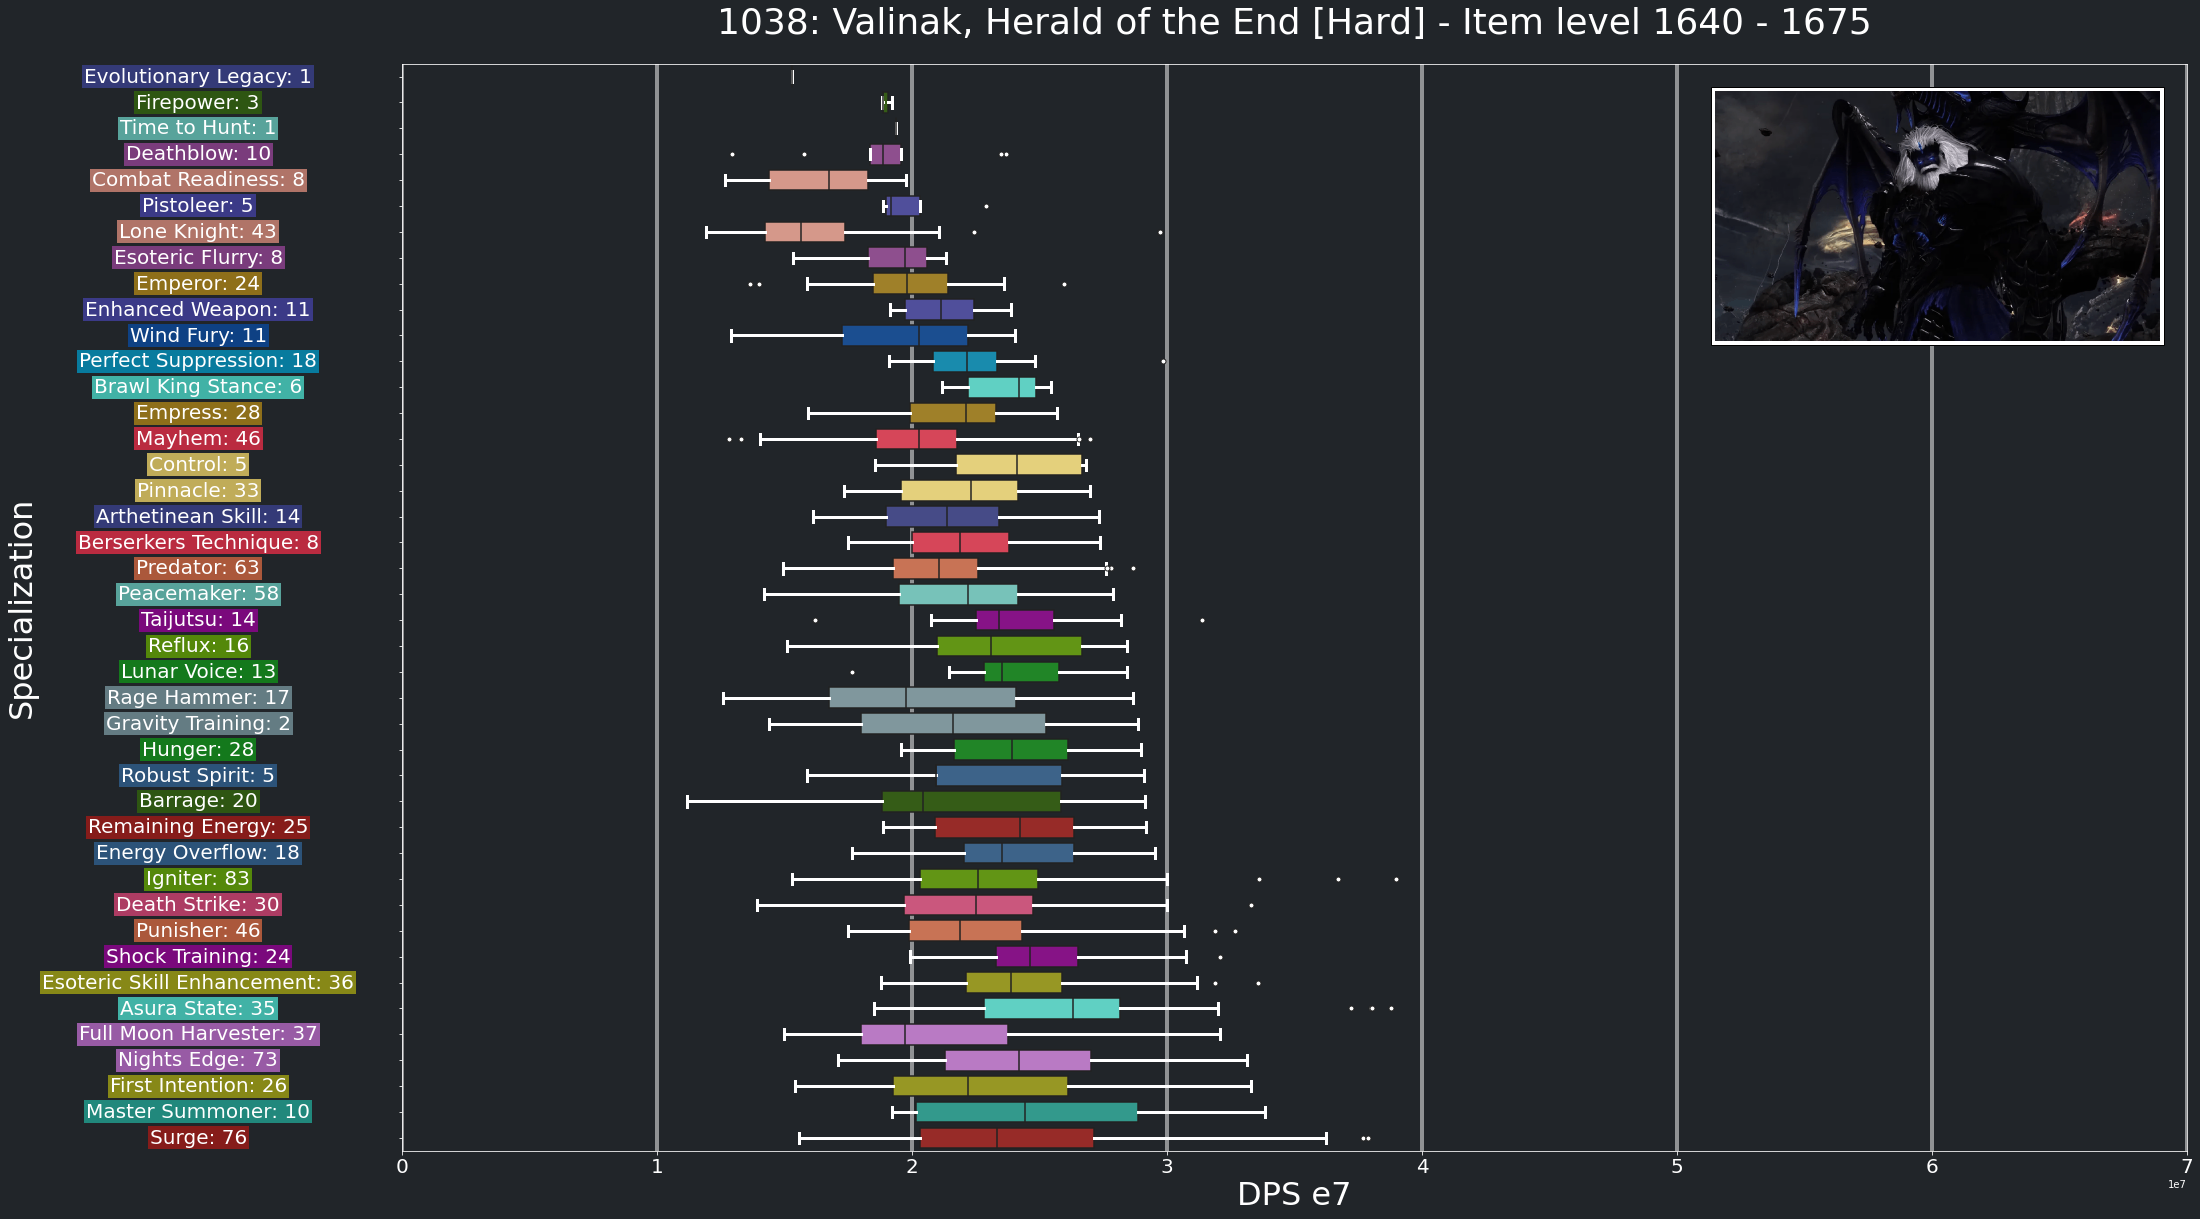 1038: Valinak, Herald of the End [Hard] - Item level 1640 - 1675
Specialization
Evolutionary Legacy: 1
Firepower: 3
Time to Hunt: 1
Deathblow: 10
Combat Readiness: 8
Pistoleer: 5
Lone Knight: 43
Esoteric Flurry: 8
Emperor: 24
Enhanced Weapon: 11
Wind Fury: 11
Perfect Suppression: 18
Brawl King Stance: 6
Empress: 28
Mayhem: 46
Control: 5
Pinnacle: 33
Arthetinean Skill: 14
Berserkers Technique: 8
Predator: 63
Peacemaker: 58
Taijutsu: 14
Reflux: 16
Lunar Voice: 13
Rage Hammer: 17
Gravity Training: 2
Hunger: 28
Robust Spirit: 5
Barrage: 20
Remaining Energy: 25
Energy Overflow: 18
Igniter: 83
Death Strike: 30
Punisher: 46
Shock Training: 24
Esoteric Skill Enhancement: 36
Asura State: 35
Full Moon Harvester: 37
Nights Edge: 73
First Intention: 26
Master Summoner: 10
Surge: 76
0 1 2 3 4 5 6 7
1e7
DPS e7